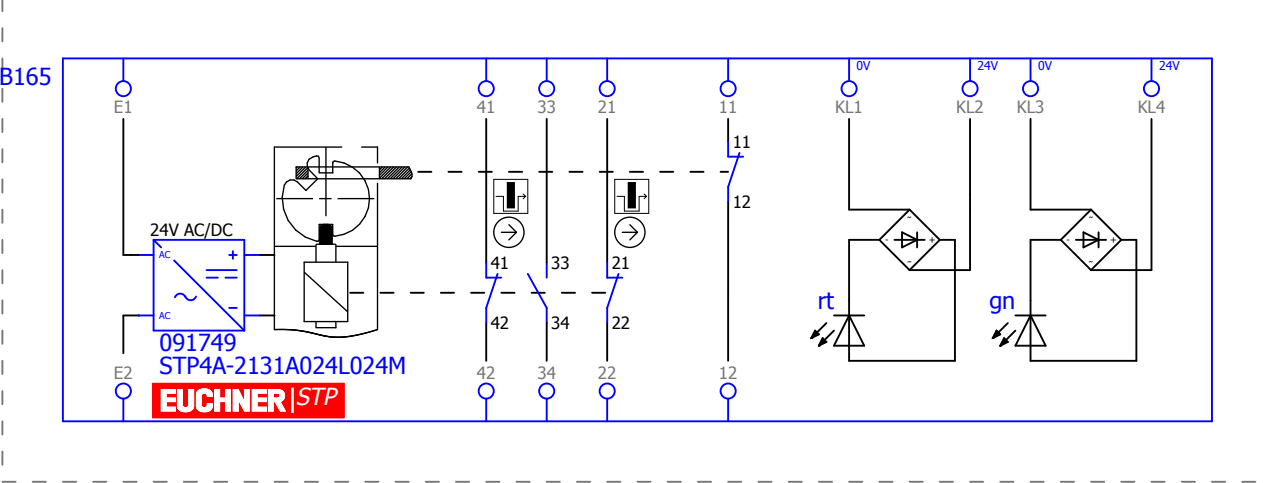 B165
0V
24V
0V
24V
E1
41
33
21
11
KL1
KL2
KL3
KL4
11
12
24V AC/DC
AC
+
AC
-
41
33
21
42
34
22
~
- +
~
~
- +
~
rt
gn
091749
STP4A-2131A024L024M
E2
42
34
22
12
EUCHNER|STP